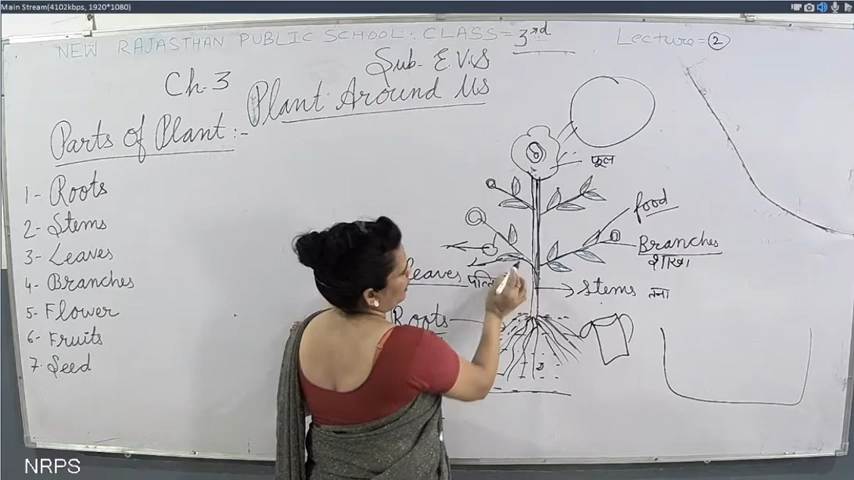 Main Stream(4102kbps, 1920*1080)
NEW RAJASTHAN PUBLIC SCHOOL: CLASS = 3rd
Lecture=2
Sub- E.V.S
Ch.3
Plant Around Us
Parts of Plant:-
1- Roots
2- Stems
3- Leaves
4- Branches
5- Flower
6- Fruits
7- Seed
फूल
food
Branches
शाखा
Leaves
Stems तना
Roots
NRPS